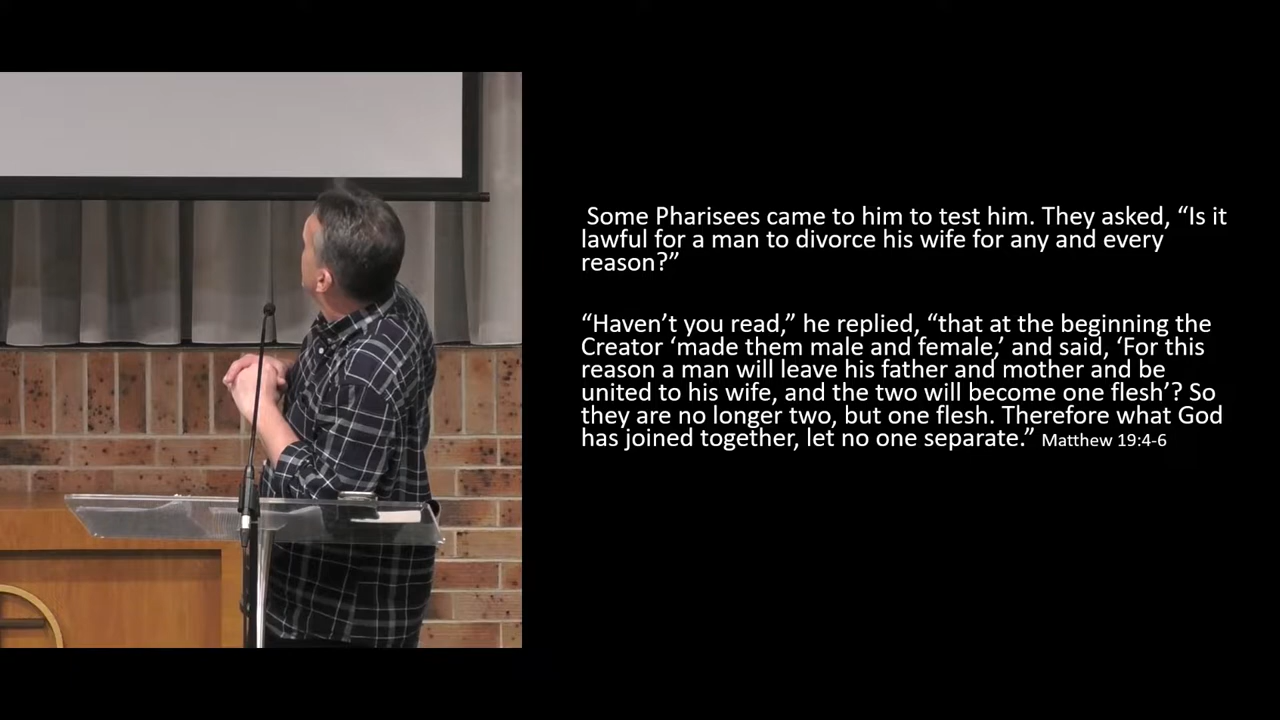 Some Pharisees came to him to test him. They asked, “Is it
lawful for a man to divorce his wife for any and every
reason?”
“Haven’t you read,” he replied, “that at the beginning the
Creator ‘made them male and female,’ and said, ‘For this
reason a man will leave his father and mother and be
united to his wife, and the two will become one flesh’? So
they are no longer two, but one flesh. Therefore what God
has joined together, let no one separate.” Matthew 19:4-6